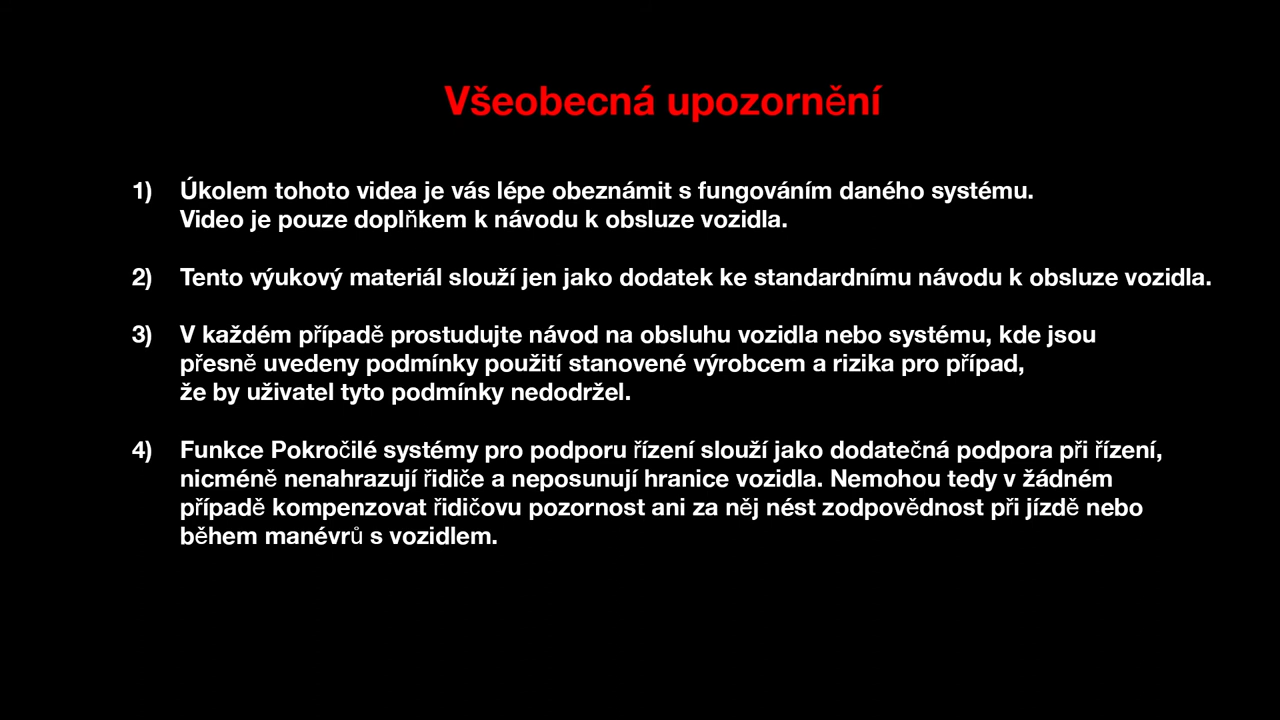 Všeobecná upozornění
1) Úkolem tohoto videa je vás lépe obeznámit s fungováním daného systému.
Video je pouze doplňkem k návodu k obsluze vozidla.
2) Tento výukový materiál slouží jen jako dodatek ke standardnímu návodu k obsluze vozidla.
3) V každém případě prostudujte návod na obsluhu vozidla nebo systému, kde jsou
přesně uvedeny podmínky použití stanovené výrobcem a rizika pro případ,
že by uživatel tyto podmínky nedodržel.
4) Funkce Pokročilé systémy pro podporu řízení slouží jako dodatečná podpora při řízení,
nicméně nenahrazují řidiče a neposunují hranice vozidla. Nemohou tedy v žádném
případě kompenzovat řidičovu pozornost ani za něj nést zodpovědnost při jízdě nebo
během manévrů s vozidlem.